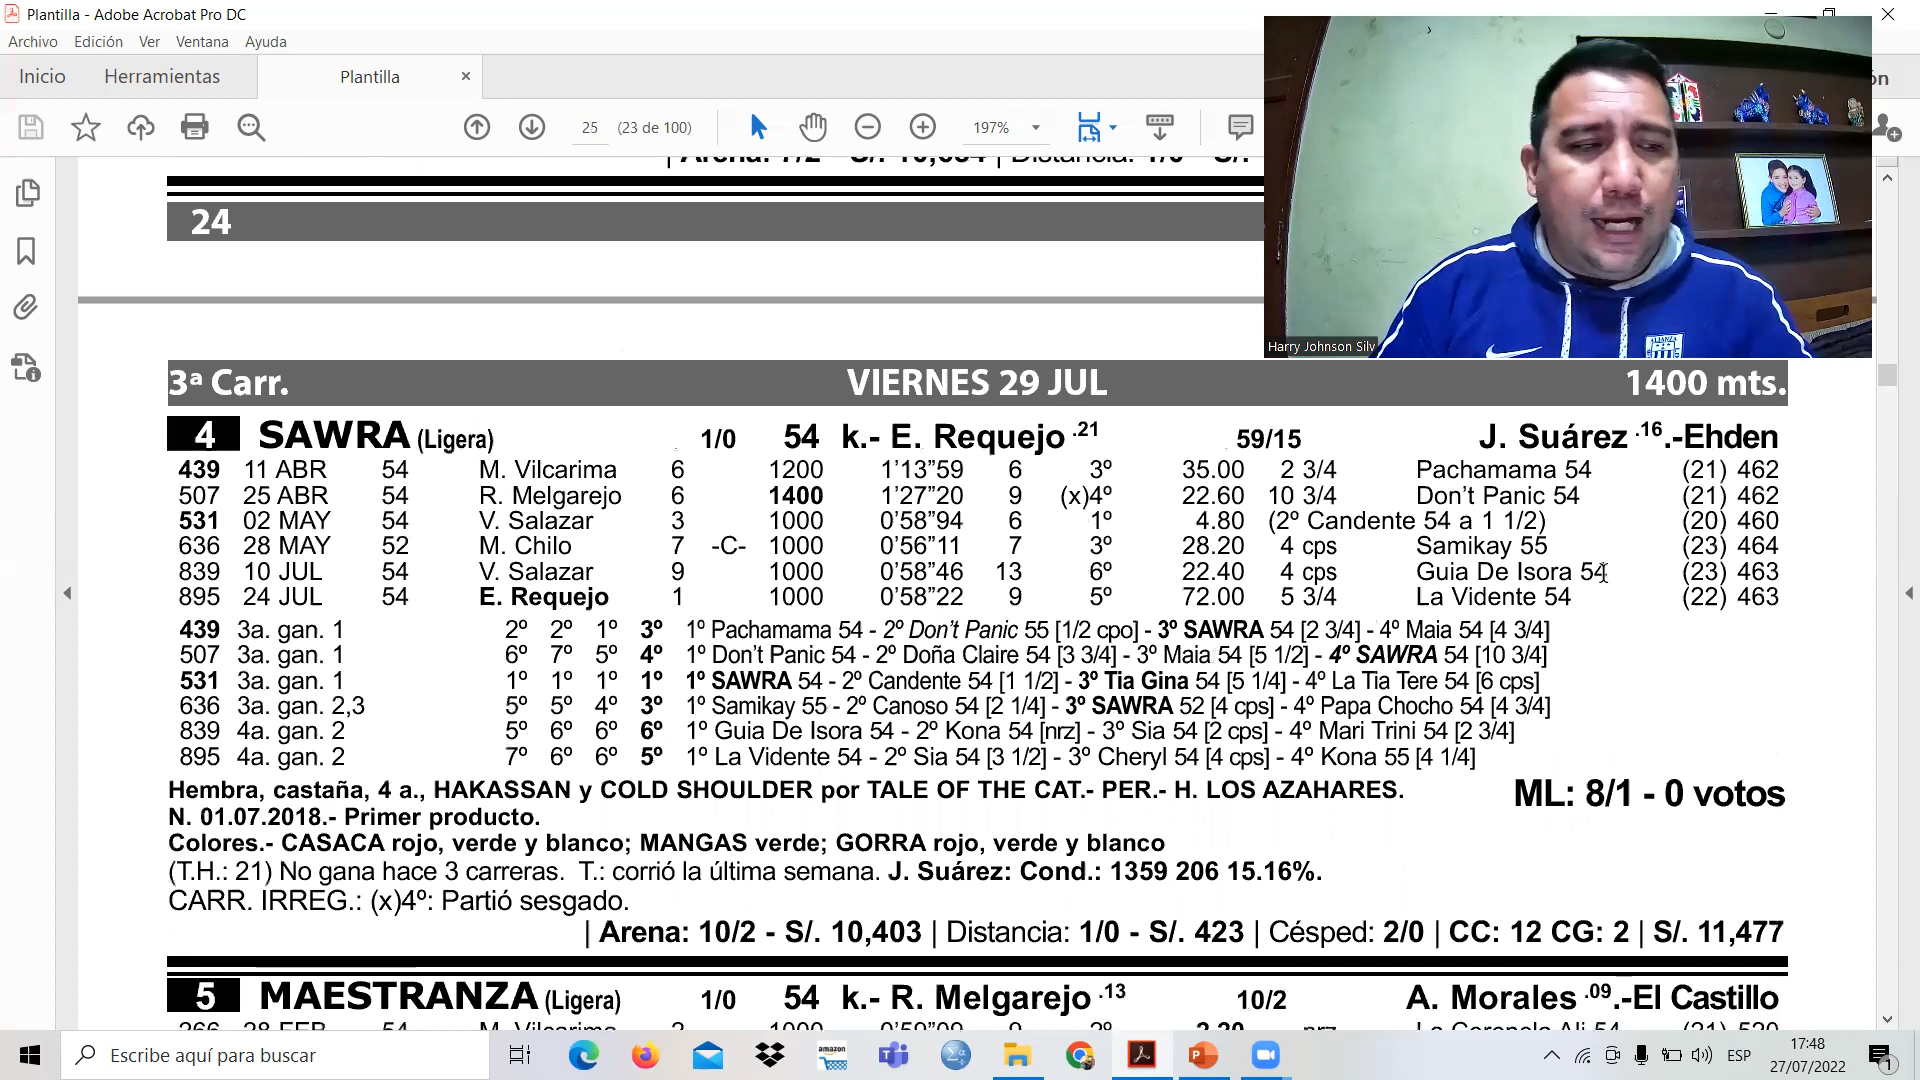 Plantilla - Adobe Acrobat Pro DC
Archivo Edición Ver Ventana Ayuda
Inicio Herramientas Plantilla ×
25 (23 de 100) 197%
24
Harry Johnson Silv
ALIANZA
3ª Carr. VIERNES 29 JUL 1400 mts.
4 SAWRA (Ligera) 1/0 54 k.- E. Requejo .21 59/15 J. Suárez .16.-Ehden
439 11 ABR 54 M. Vilcarima 6 1200 1'13"59 6 3º 35.00 2 3/4 Pachamama 54 (21) 462
507 25 ABR 54 R. Melgarejo 6 1400 1'27"20 9 (x)4º 22.60 10 3/4 Don't Panic 54 (21) 462
531 02 MAY 54 V. Salazar 3 1000 0'58"94 6 1º 4.80 (2º Candente 54 a 1 1/2) (20) 460
636 28 MAY 52 M. Chilo 7 -C- 1000 0'56"11 7 3º 28.20 4 cps Samikay 55 (23) 464
839 10 JUL 54 V. Salazar 9 1000 0'58"46 13 6º 22.40 4 cps Guia De Isora 54 (23) 463
895 24 JUL 54 E. Requejo 1 1000 0'58"22 9 5º 72.00 5 3/4 La Vidente 54 (22) 463
439 3a. gan. 1 2º 2º 1º 3º 1º Pachamama 54 - 2º Don't Panic 55 [1/2 cpo] - 3º SAWRA 54 [2 3/4] - 4º Maia 54 [4 3/4]
507 3a. gan. 1 6º 7º 5º 4º 1º Don't Panic 54 - 2º Doña Claire 54 [3 3/4] - 3º Maia 54 [5 1/2] - 4º SAWRA 54 [10 3/4]
531 3a. gan. 1 1º 1º 1º 1º 1º SAWRA 54 - 2º Candente 54 [1 1/2] - 3º Tia Gina 54 [5 1/4] - 4º La Tia Tere 54 [6 cps]
636 3a. gan. 2,3 5º 5º 4º 3º 1º Samikay 55 - 2º Canoso 54 [2 1/4] - 3º SAWRA 52 [4 cps] - 4º Papa Chocho 54 [4 3/4]
839 4a. gan. 2 5º 6º 6º 6º 1º Guia De Isora 54 - 2º Kona 54 [nrz] - 3º Sia 54 [2 cps] - 4º Mari Trini 54 [2 3/4]
895 4a. gan. 2 7º 6º 6º 5º 1º La Vidente 54 - 2º Sia 54 [3 1/2] - 3º Cheryl 54 [4 cps] - 4º Kona 55 [4 1/4]
Hembra, castaña, 4 a., HAKASSAN y COLD SHOULDER por TALE OF THE CAT.- PER.- H. LOS AZAHARES. ML: 8/1 - 0 votos
N. 01.07.2018.- Primer producto.
Colores.- CASACA rojo, verde y blanco; MANGAS verde; GORRA rojo, verde y blanco
(T.H.: 21) No gana hace 3 carreras. T.: corrió la última semana. J. Suárez: Cond.: 1359 206 15.16%.
CARR. IRREG.: (x)4º: Partió sesgado.
| Arena: 10/2 - S/. 10,403 | Distancia: 1/0 - S/. 423 | Césped: 2/0 | CC: 12 CG: 2 | S/. 11,477
5 MAESTRANZA (Ligera) 1/0 54 k.- R. Melgarejo .13 10/2 A. Morales .09.-El Castillo
Escribe aquí para buscar amazon ESP 17:48
27/07/2022 1